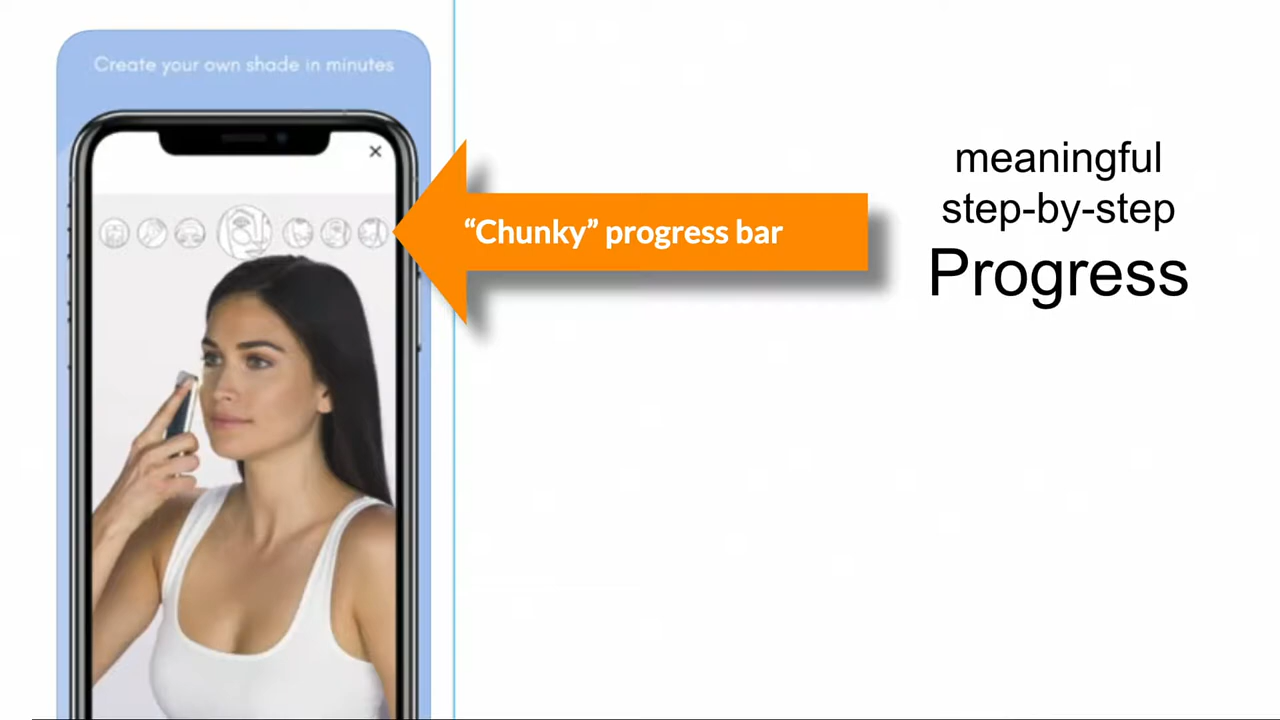 Create your own shade in minutes
“Chunky” progress bar
meaningful
step-by-step
Progress